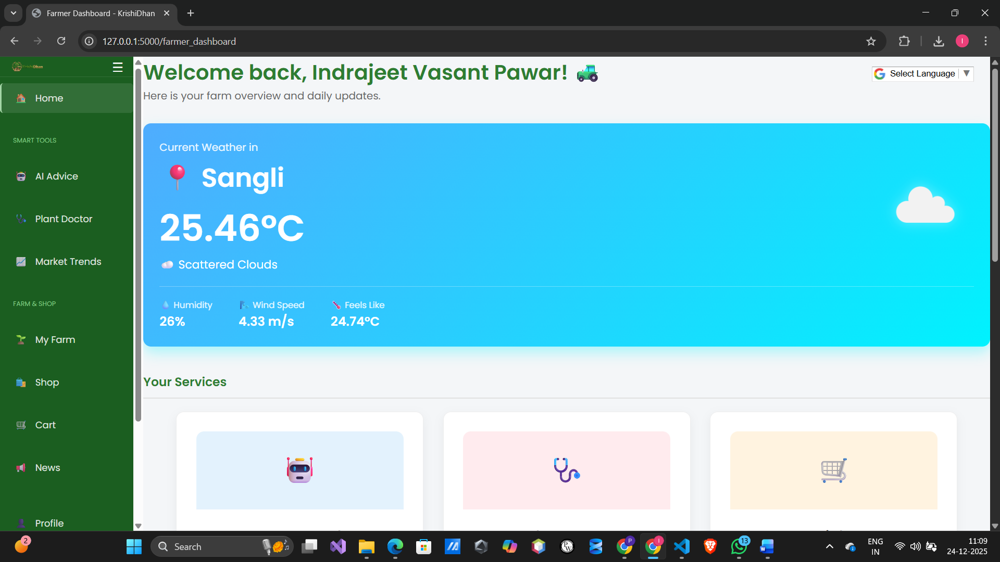 Farmer Dashboard - KrishiDhan
127.0.0.1:5000/farmer_dashboard
I
KrishiDhan
Home
SMART TOOLS
AI Advice
Plant Doctor
Market Trends
FARM & SHOP
My Farm
Shop
Cart
News
Profile
Welcome back, Indrajeet Vasant Pawar!
Select Language ▼
Here is your farm overview and daily updates.
Current Weather in
Sangli
25.46°C
Scattered Clouds
Humidity
26%
Wind Speed
4.33 m/s
Feels Like
24.74°C
Your Services
2
Search
P
I
13
ENG
IN
11:09
24-12-2025